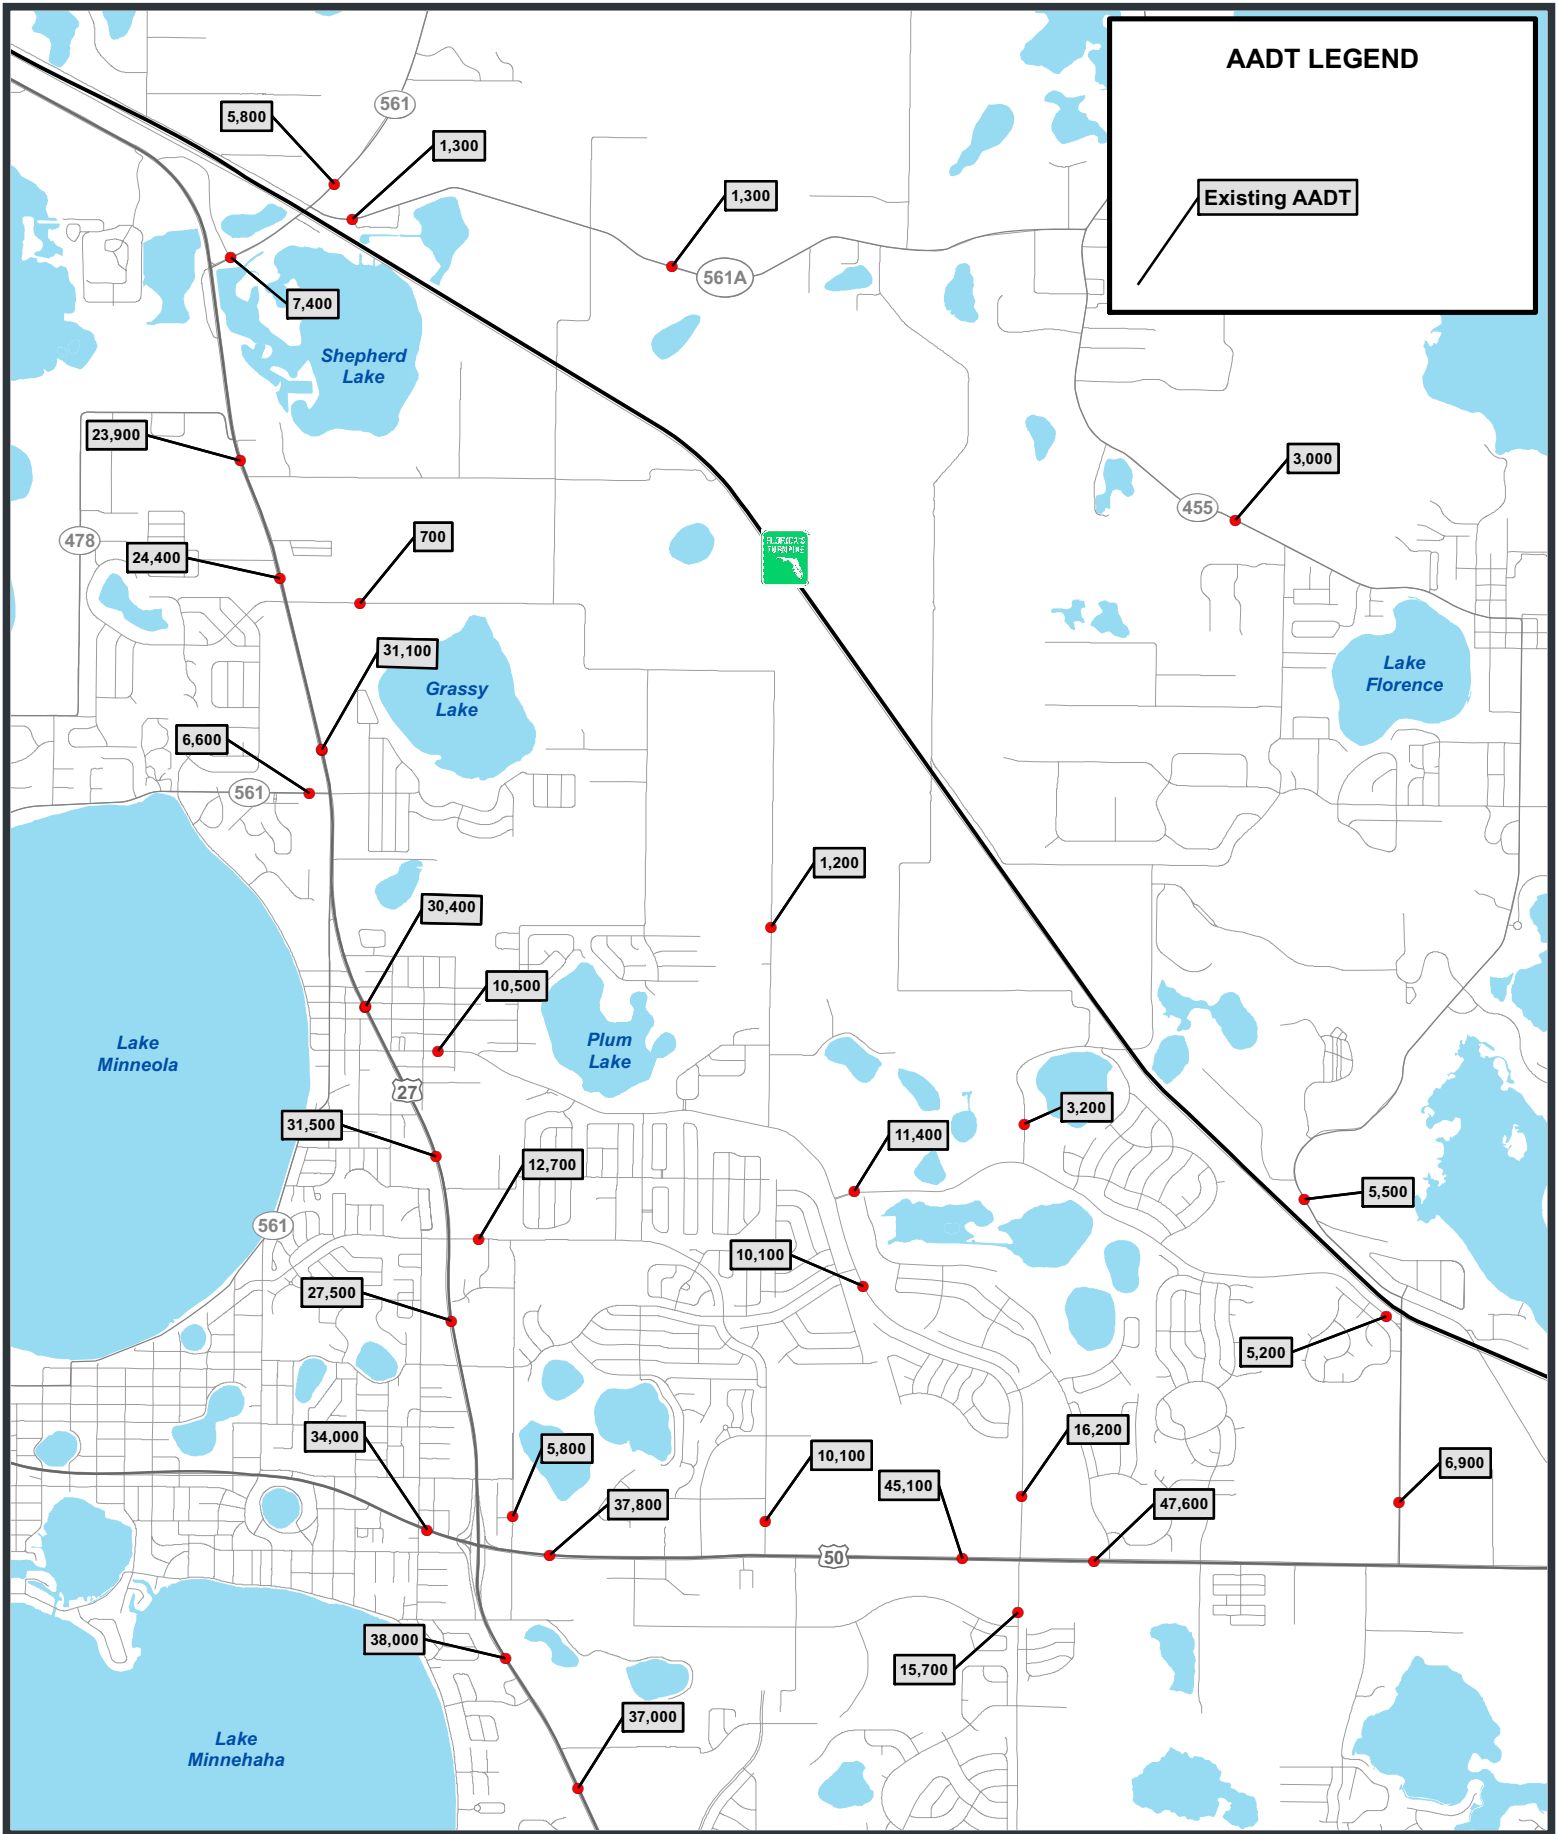 AADT LEGEND
Existing AADT
561
5,800
1,300
1,300
561A
7,400
Shepherd
Lake
23,900
3,000
455
478
700
24,400
FLORIDA'S
TURNPIKE
31,100
Grassy
Lake
Lake
Florence
6,600
561
1,200
30,400
10,500
Lake
Minneola
Plum
Lake
27
3,200
31,500
11,400
12,700
5,500
561
10,100
27,500
5,200
34,000
16,200
5,800
10,100
6,900
45,100
37,800
47,600
50
38,000
15,700
37,000
Lake
Minnehaha